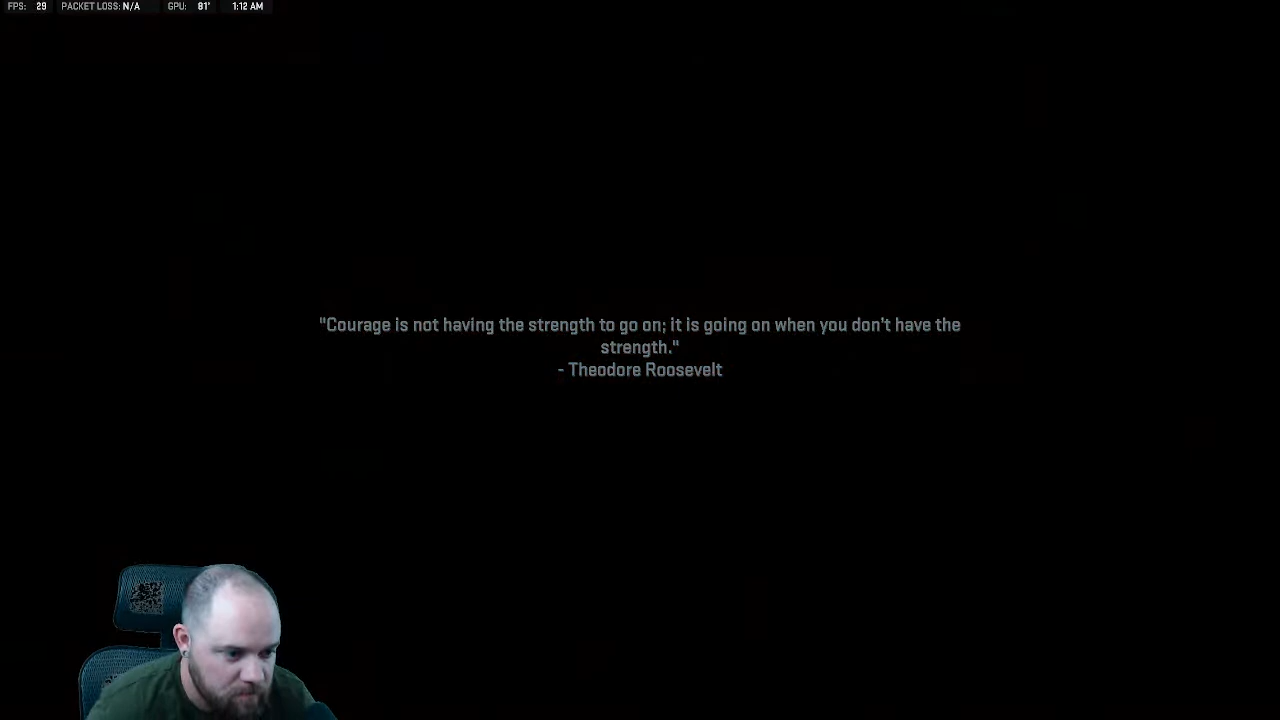 FPS: 29 PACKET LOSS: N/A GPU: 81° 1:12 AM
"Courage is not having the strength to go on; it is going on when you don't have the
strength."
- Theodore Roosevelt